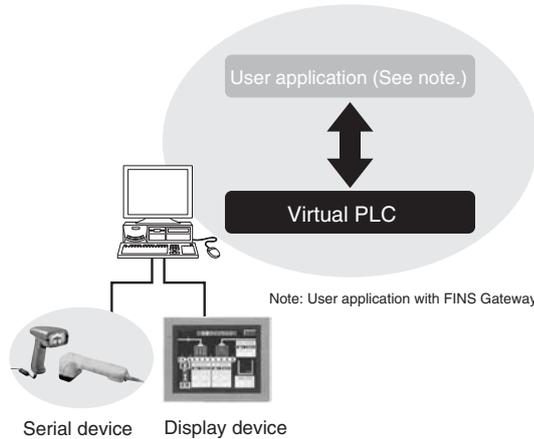 User application (See note.)
Virtual PLC
Note: User application with FINS Gateway
Serial device
Display device